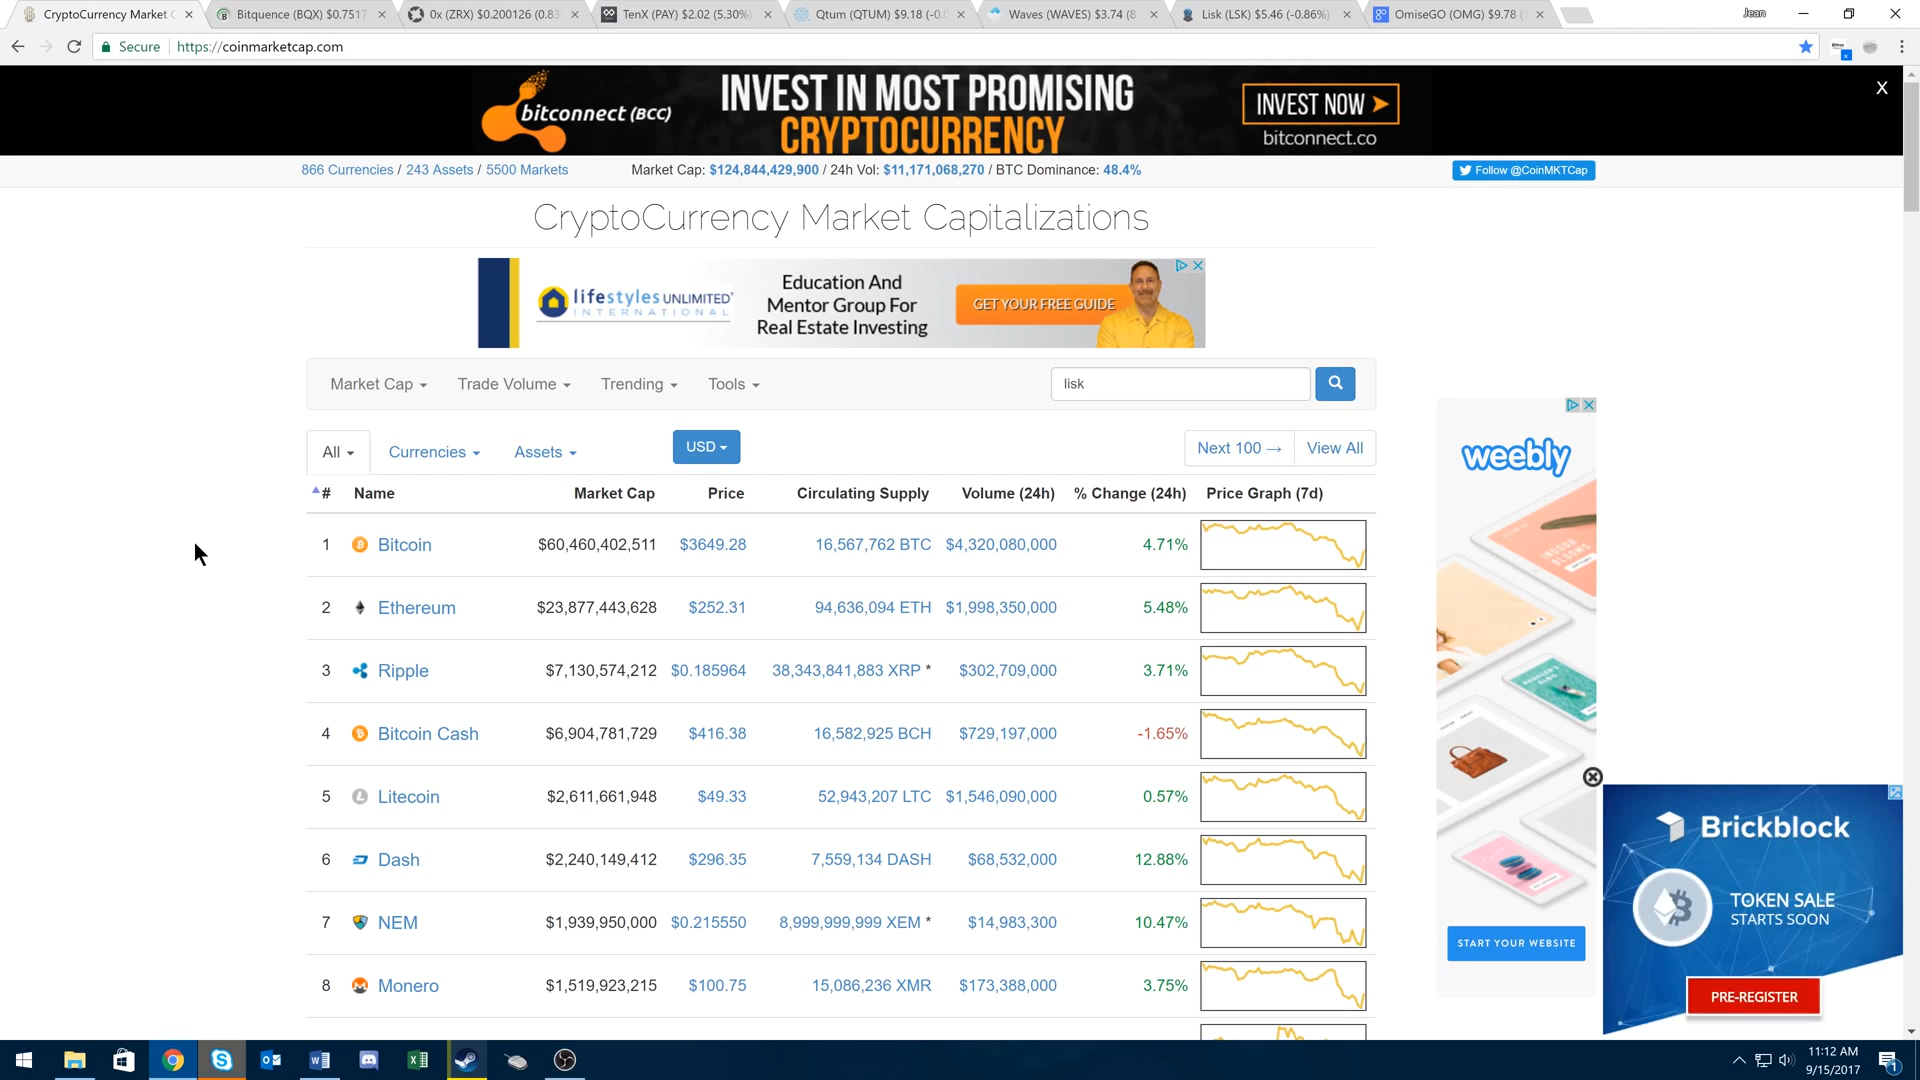 CryptoCurrency Market C
Bitquence (BQX) $0.7517
0x (ZRX) $0.200126 (0.83
TenX (PAY) $2.02 (5.30%)
Qtum (QTUM) $9.18 (-0.
Waves (WAVES) $3.74 (8.
Lisk (LSK) $5.46 (-0.86%)
OmiseGO (OMG) $9.78 (
Jean
Secure
https://coinmarketcap.com
bitconnect (BCC)
INVEST IN MOST PROMISING
CRYPTOCURRENCY
INVEST NOW
bitconnect.co
X
866 Currencies / 243 Assets / 5500 Markets
Market Cap: $124,844,429,900 / 24h Vol: $11,171,068,270 / BTC Dominance: 48.4%
Follow @CoinMKTCap
CryptoCurrency Market Capitalizations
lifestyles UNLIMITED®
INTERNATIONAL
Education And
Mentor Group For
Real Estate Investing
GET YOUR FREE GUIDE
Market Cap Trade Volume Trending Tools
lisk
All Currencies Assets USD Next 100 → View All
# Name Market Cap Price Circulating Supply Volume (24h) % Change (24h) Price Graph (7d)
1 Bitcoin $60,460,402,511 $3649.28 16,567,762 BTC $4,320,080,000 4.71%
2 Ethereum $23,877,443,628 $252.31 94,636,094 ETH $1,998,350,000 5.48%
3 Ripple $7,130,574,212 $0.185964 38,343,841,883 XRP * $302,709,000 3.71%
4 Bitcoin Cash $6,904,781,729 $416.38 16,582,925 BCH $729,197,000 -1.65%
5 Litecoin $2,611,661,948 $49.33 52,943,207 LTC $1,546,090,000 0.57%
6 Dash $2,240,149,412 $296.35 7,559,134 DASH $68,532,000 12.88%
7 NEM $1,939,950,000 $0.215550 8,999,999,999 XEM * $14,983,300 10.47%
8 Monero $1,519,923,215 $100.75 15,086,236 XMR $173,388,000 3.75%
weebly
START YOUR WEBSITE
Brickblock
TOKEN SALE
STARTS SOON
PRE-REGISTER
11:12 AM
9/15/2017
1